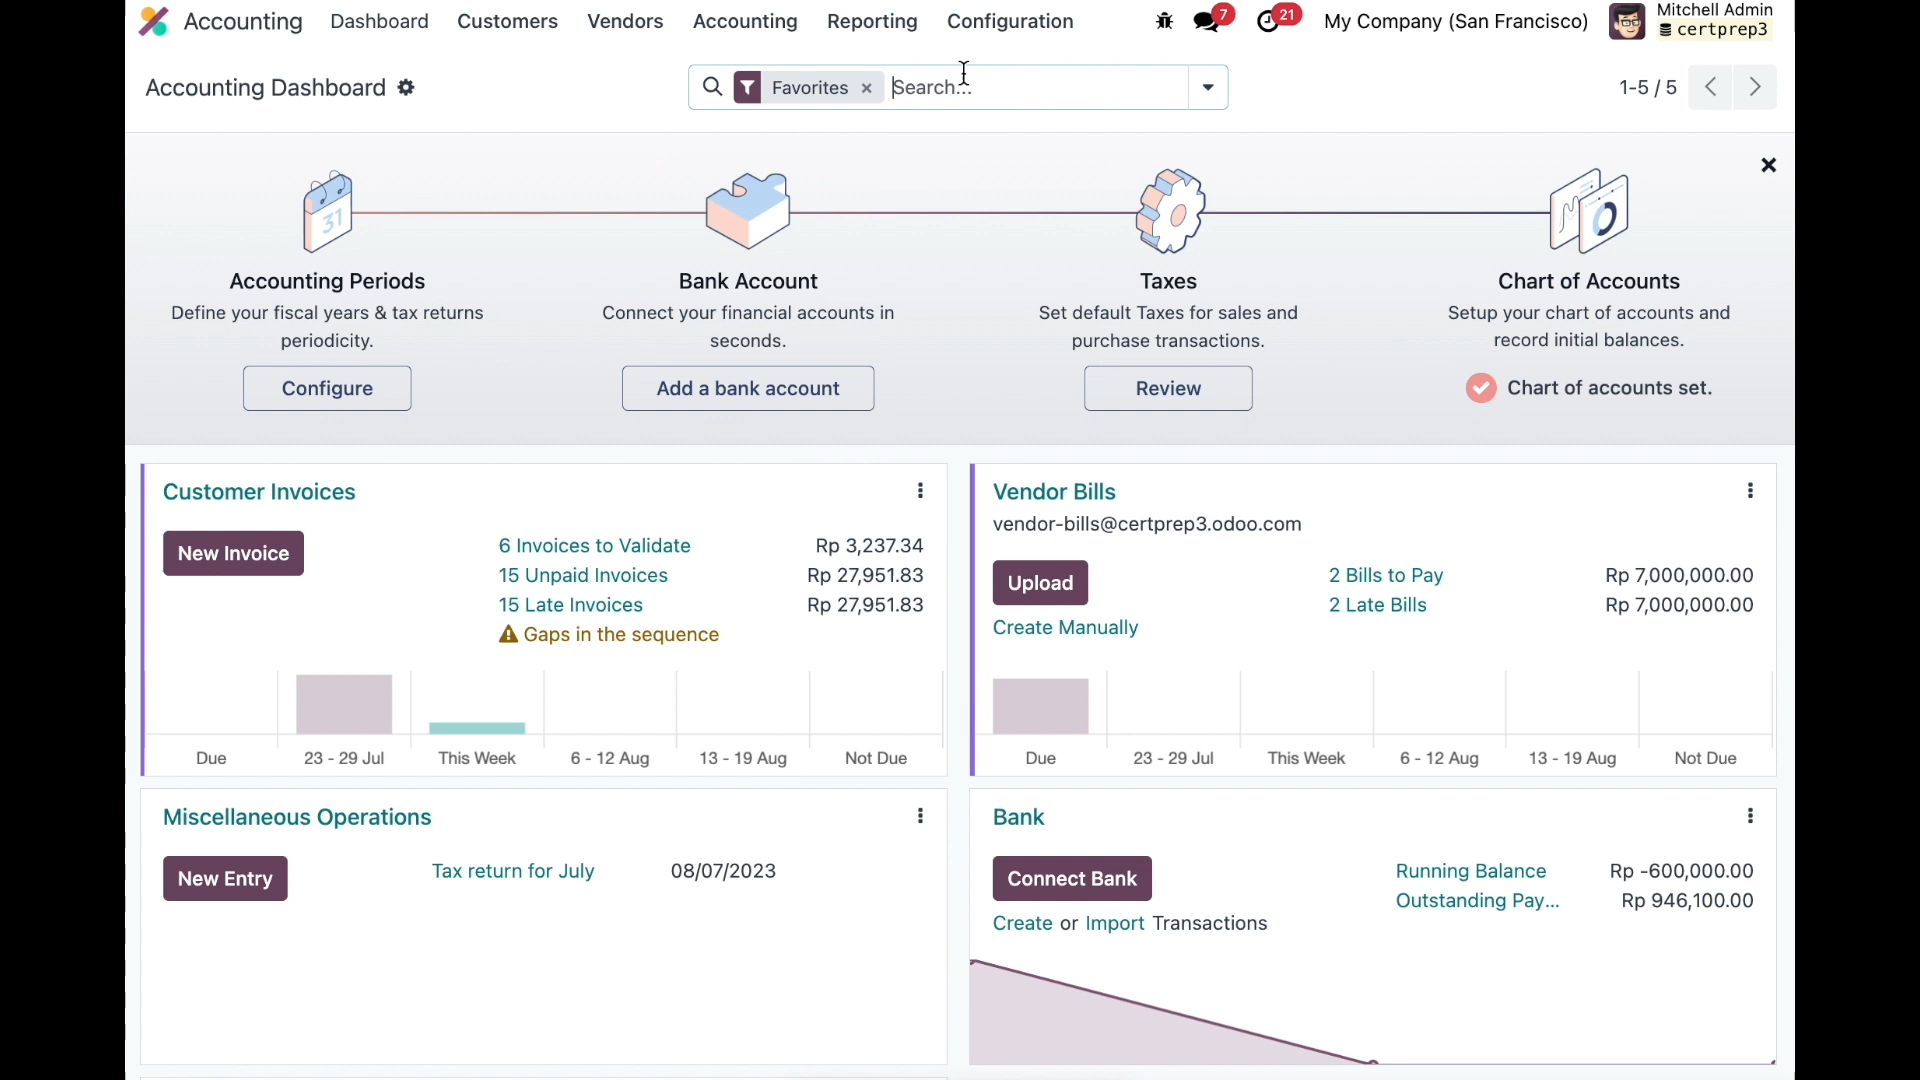 Accounting Dashboard Customers Vendors Accounting Reporting Configuration 7 21 My Company (San Francisco) Mitchell Admin
certprep3
Accounting Dashboard Favorites × Search... 1-5 / 5
31
Accounting Periods
Define your fiscal years & tax returns
periodicity.
Configure
Bank Account
Connect your financial accounts in
seconds.
Add a bank account
Taxes
Set default Taxes for sales and
purchase transactions.
Review
Chart of Accounts
Setup your chart of accounts and
record initial balances.
Chart of accounts set.
Customer Invoices
New Invoice
6 Invoices to Validate Rp 3,237.34
15 Unpaid Invoices Rp 27,951.83
15 Late Invoices Rp 27,951.83
Gaps in the sequence
Due 23 - 29 Jul This Week 6 - 12 Aug 13 - 19 Aug Not Due
Vendor Bills
vendor-bills@certprep3.odoo.com
Upload
Create Manually
2 Bills to Pay Rp 7,000,000.00
2 Late Bills Rp 7,000,000.00
Due 23 - 29 Jul This Week 6 - 12 Aug 13 - 19 Aug Not Due
Miscellaneous Operations
New Entry
Tax return for July 08/07/2023
Bank
Connect Bank
Create or Import Transactions
Running Balance Rp -600,000.00
Outstanding Pay... Rp 946,100.00